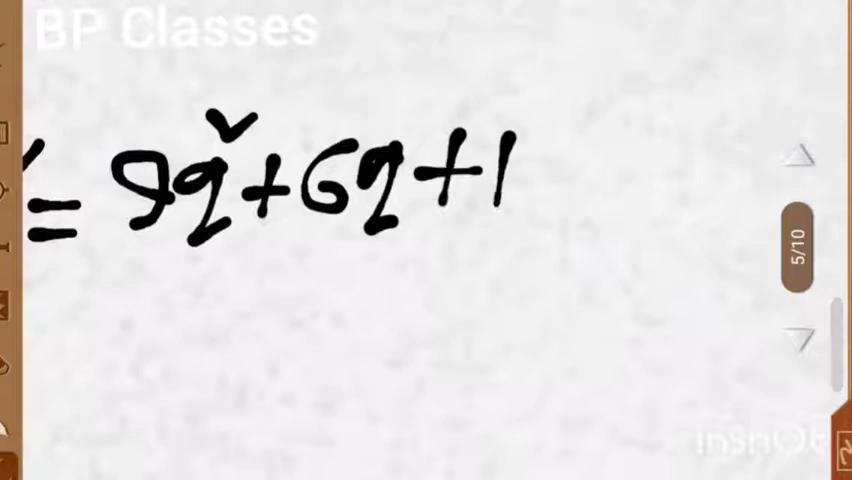 BP Classes
= 9q² + 6q + 1
5/10